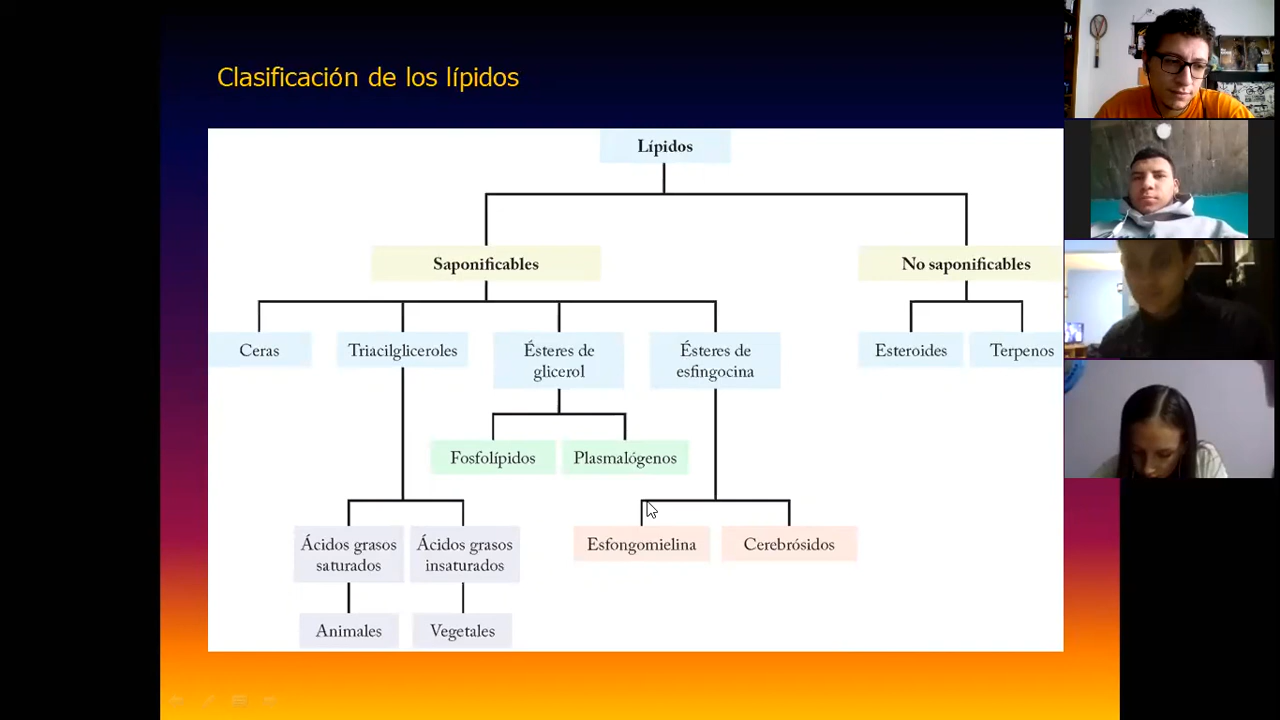 Clasificación de los lípidos
Lípidos
Saponificables
No saponificables
Ceras
Triacilgliceroles
Ésteres de
glicerol
Ésteres de
esfingocina
Esteroides
Terpenos
Fosfolípidos
Plasmalógenos
Ácidos grasos
saturados
Ácidos grasos
insaturados
Esfongomielina
Cerebrósidos
Animales
Vegetales